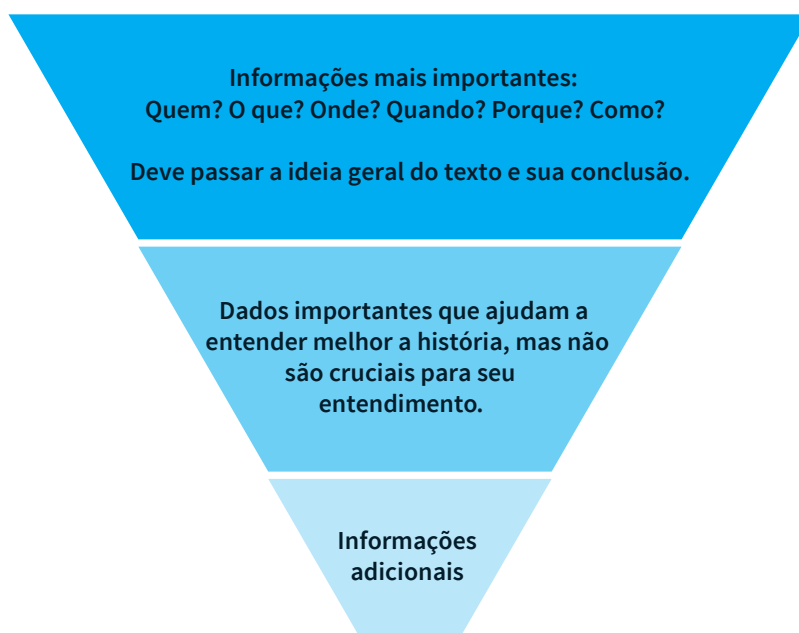 Informações mais importantes:
Quem? O que? Onde? Quando? Porque? Como?
Deve passar a ideia geral do texto e sua conclusão.
Dados importantes que ajudam a
entender melhor a história, mas não
são cruciais para seu
entendimento.
Informações
adicionais